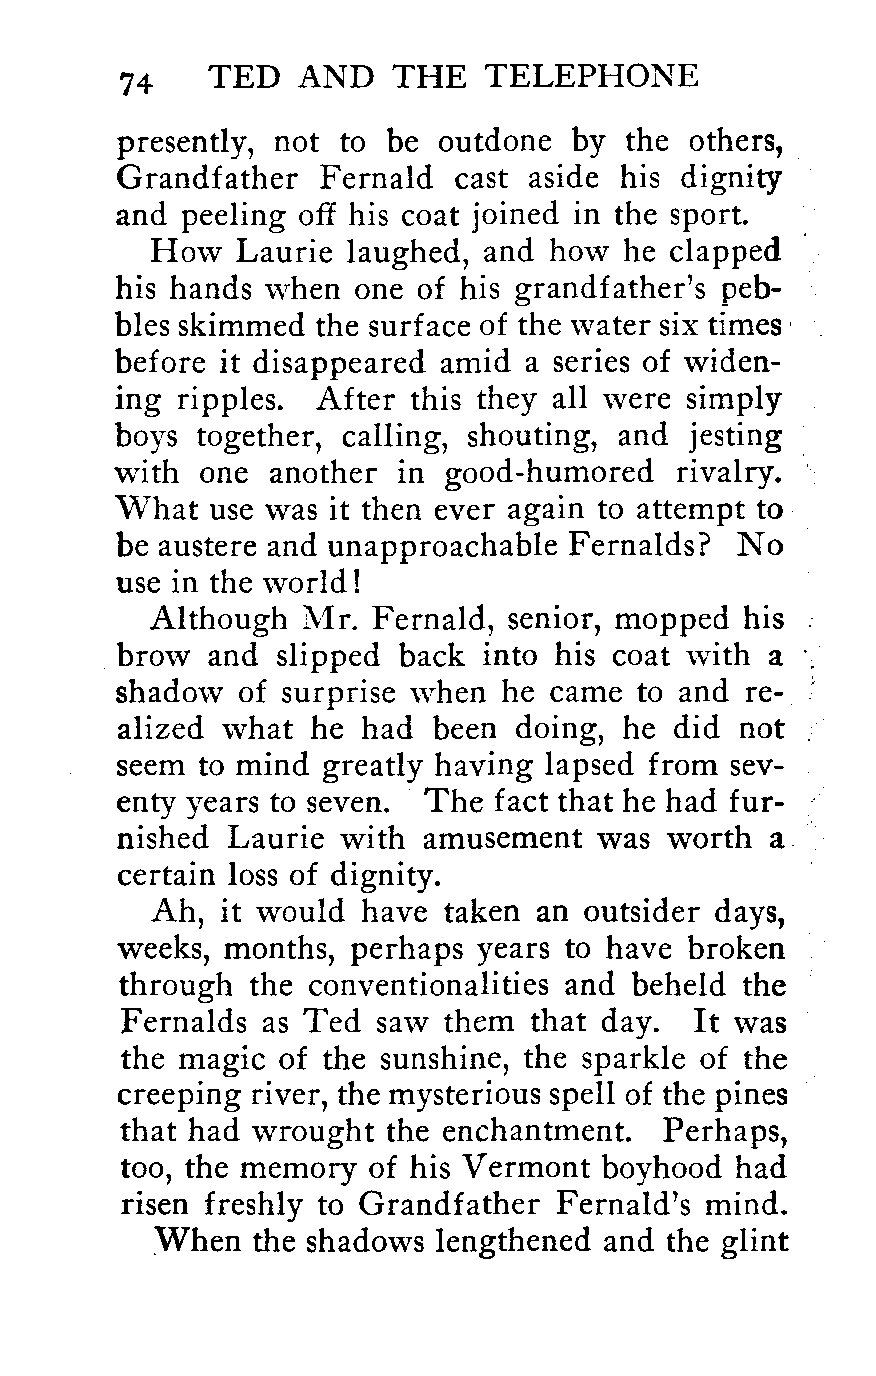 74 TED AND THE TELEPHONE
presently, not to be outdone by the others,
Grandfather Fernald cast aside his dignity
and peeling off his coat joined in the sport.
How Laurie laughed, and how he clapped
his hands when one of his grandfather's peb-
bles skimmed the surface of the water six times
before it disappeared amid a series of widen-
ing ripples. After this they all were simply
boys together, calling, shouting, and jesting
with one another in good-humored rivalry.
What use was it then ever again to attempt to
be austere and unapproachable Fernalds? No
use in the world!
Although Mr. Fernald, senior, mopped his
brow and slipped back into his coat with a
shadow of surprise when he came to and re-
alized what he had been doing, he did not
seem to mind greatly having lapsed from sev-
enty years to seven. The fact that he had fur-
nished Laurie with amusement was worth a
certain loss of dignity.
Ah, it would have taken an outsider days,
weeks, months, perhaps years to have broken
through the conventionalities and beheld the
Fernalds as Ted saw them that day. It was
the magic of the sunshine, the sparkle of the
creeping river, the mysterious spell of the pines
that had wrought the enchantment. Perhaps,
too, the memory of his Vermont boyhood had
risen freshly to Grandfather Fernald's mind.
When the shadows lengthened and the glint